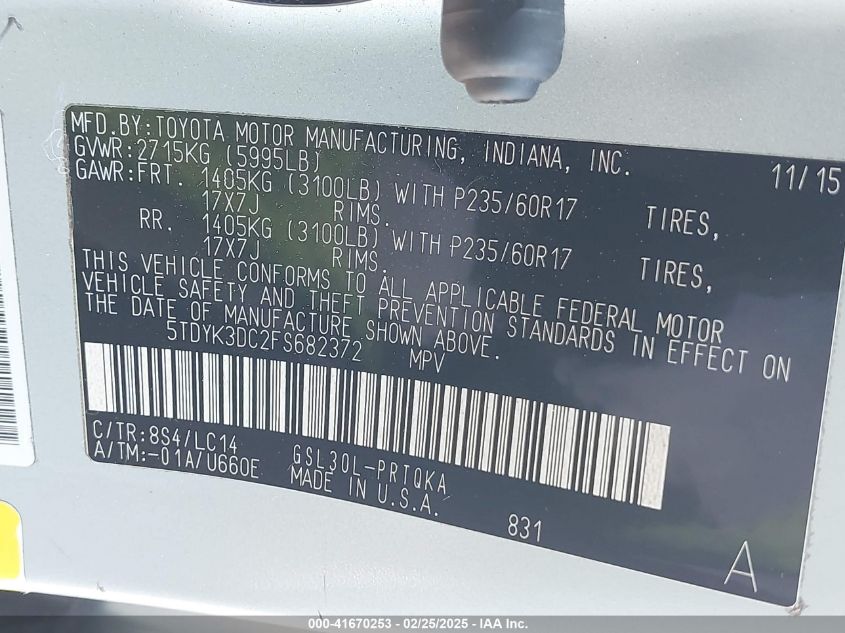 MFD.BY:TOYOTA MOTOR MANUFACTURING, INDIANA, INC. 11/15
GVWR:2715KG (5995LB)
GAWR:FRT. 1405KG (3100LB) WITH P235/60R17 TIRES,
17X7J RIMS.
RR. 1405KG (3100LB) WITH P235/60R17 TIRES,
17X7J RIMS.
THIS VEHICLE CONFORMS TO ALL APPLICABLE FEDERAL MOTOR
VEHICLE SAFETY AND THEFT PREVENTION STANDARDS IN EFFECT ON
THE DATE OF MANUFACTURE SHOWN ABOVE.
5TDYK3DC2FS682372 MPV
C/TR:8S4/LC14 GSL30L-PRTQKA
A/TM:-01A/U660E MADE IN U.S.A.
831
A
000-41670253 - 02/25/2025 - IAA Inc.